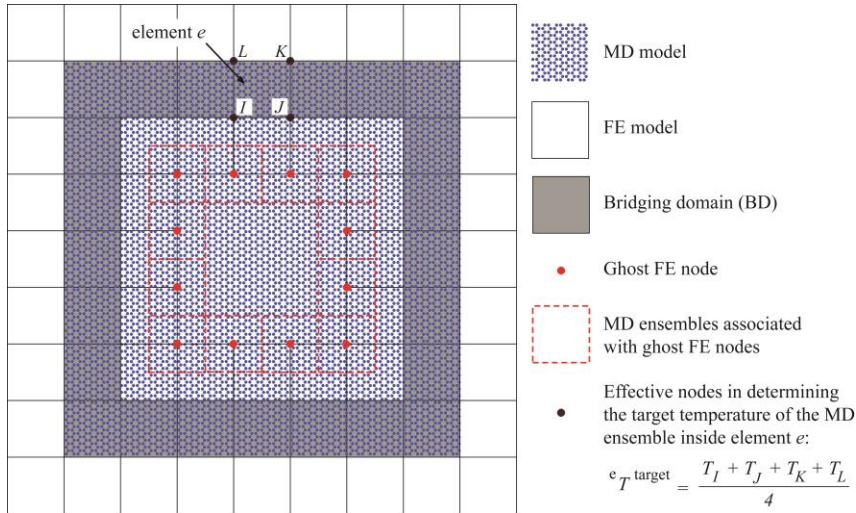 element e
L
K
I
J
MD model
FE model
Bridging domain (BD)
Ghost FE node
MD ensembles associated
with ghost FE nodes
Effective nodes in determining
the target temperature of the MD
ensemble inside element e:
ᵉT ᵗᵃʳᵍᵉᵗ = (T_I + T_J + T_K + T_L) / 4